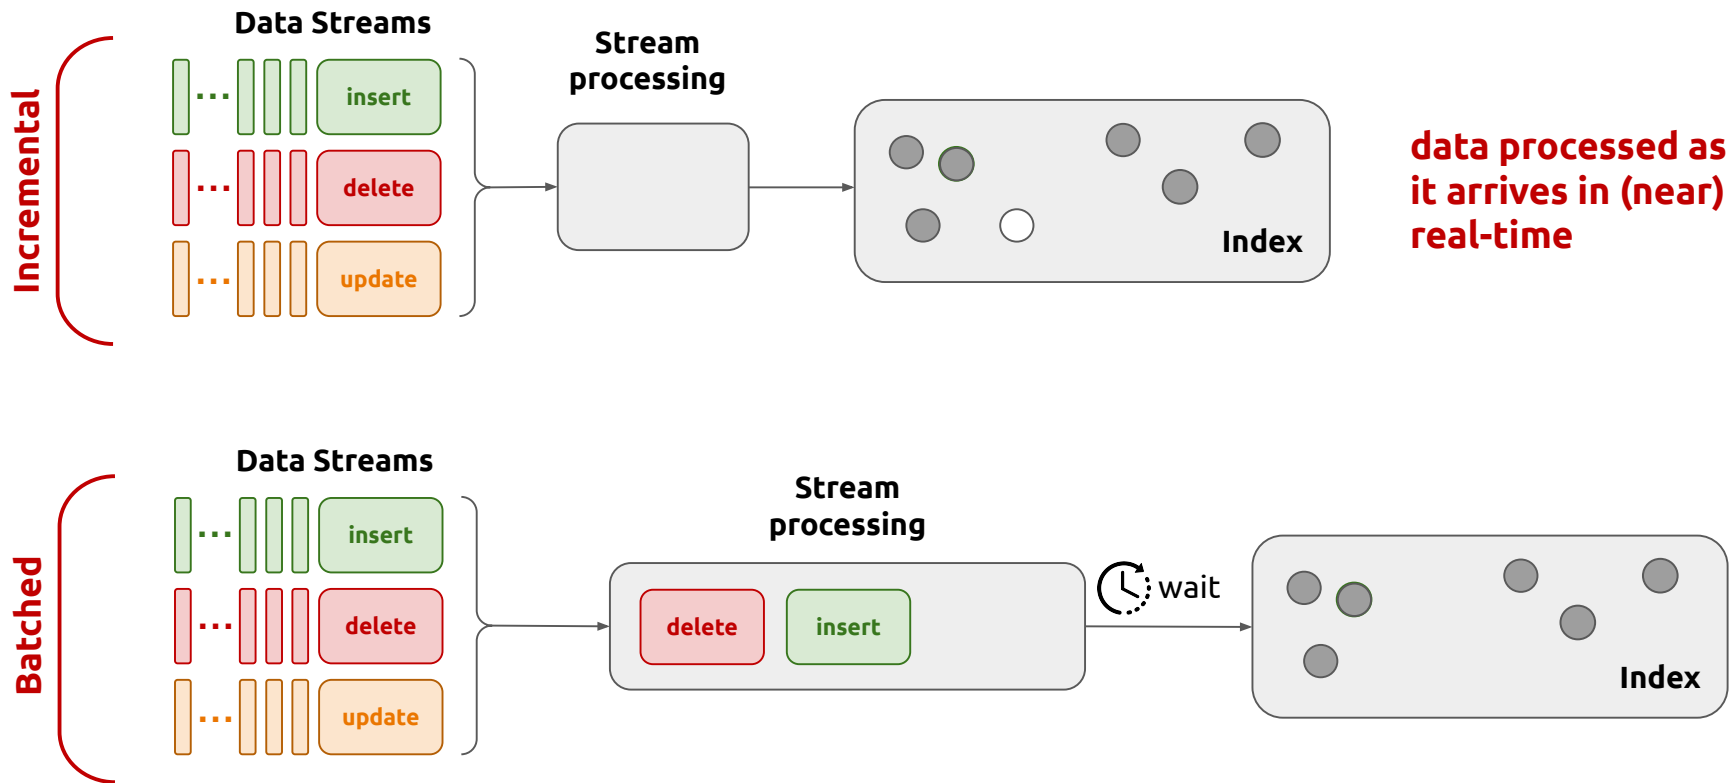 Incremental
Data Streams
... insert
... delete
... update
Stream
processing
Index
data processed as
it arrives in (near)
real-time
Batched
Data Streams
... insert
... delete
... update
Stream
processing
delete
insert
wait
Index